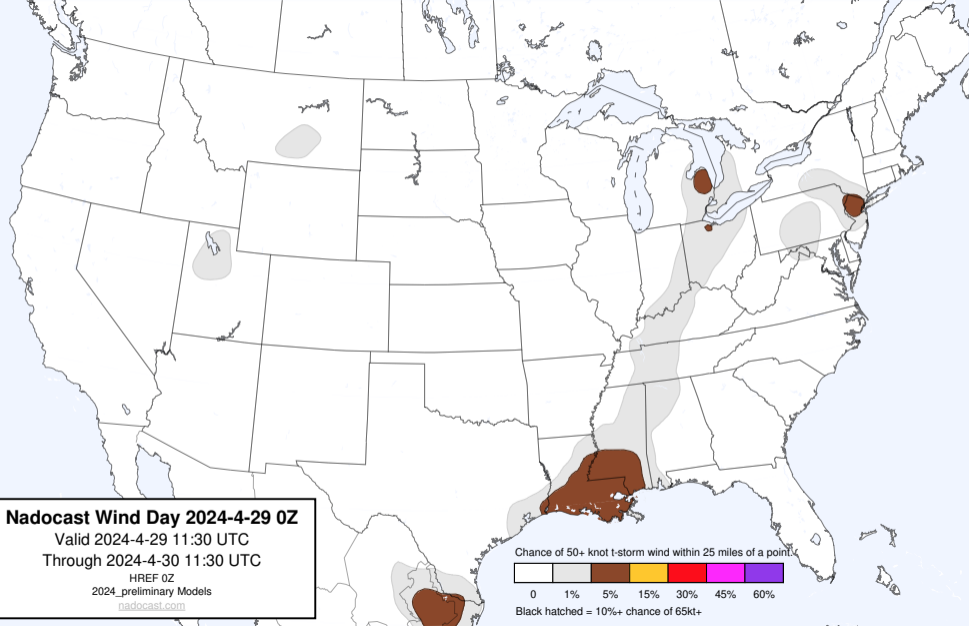 Nadocast Wind Day 2024-4-29 0Z
Valid 2024-4-29 11:30 UTC
Through 2024-4-30 11:30 UTC
HREF 0Z
2024_preliminary Models
nadocast.com
Chance of 50+ knot t-storm wind within 25 miles of a point.
0 1% 5% 15% 30% 45% 60%
Black hatched = 10%+ chance of 65kt+